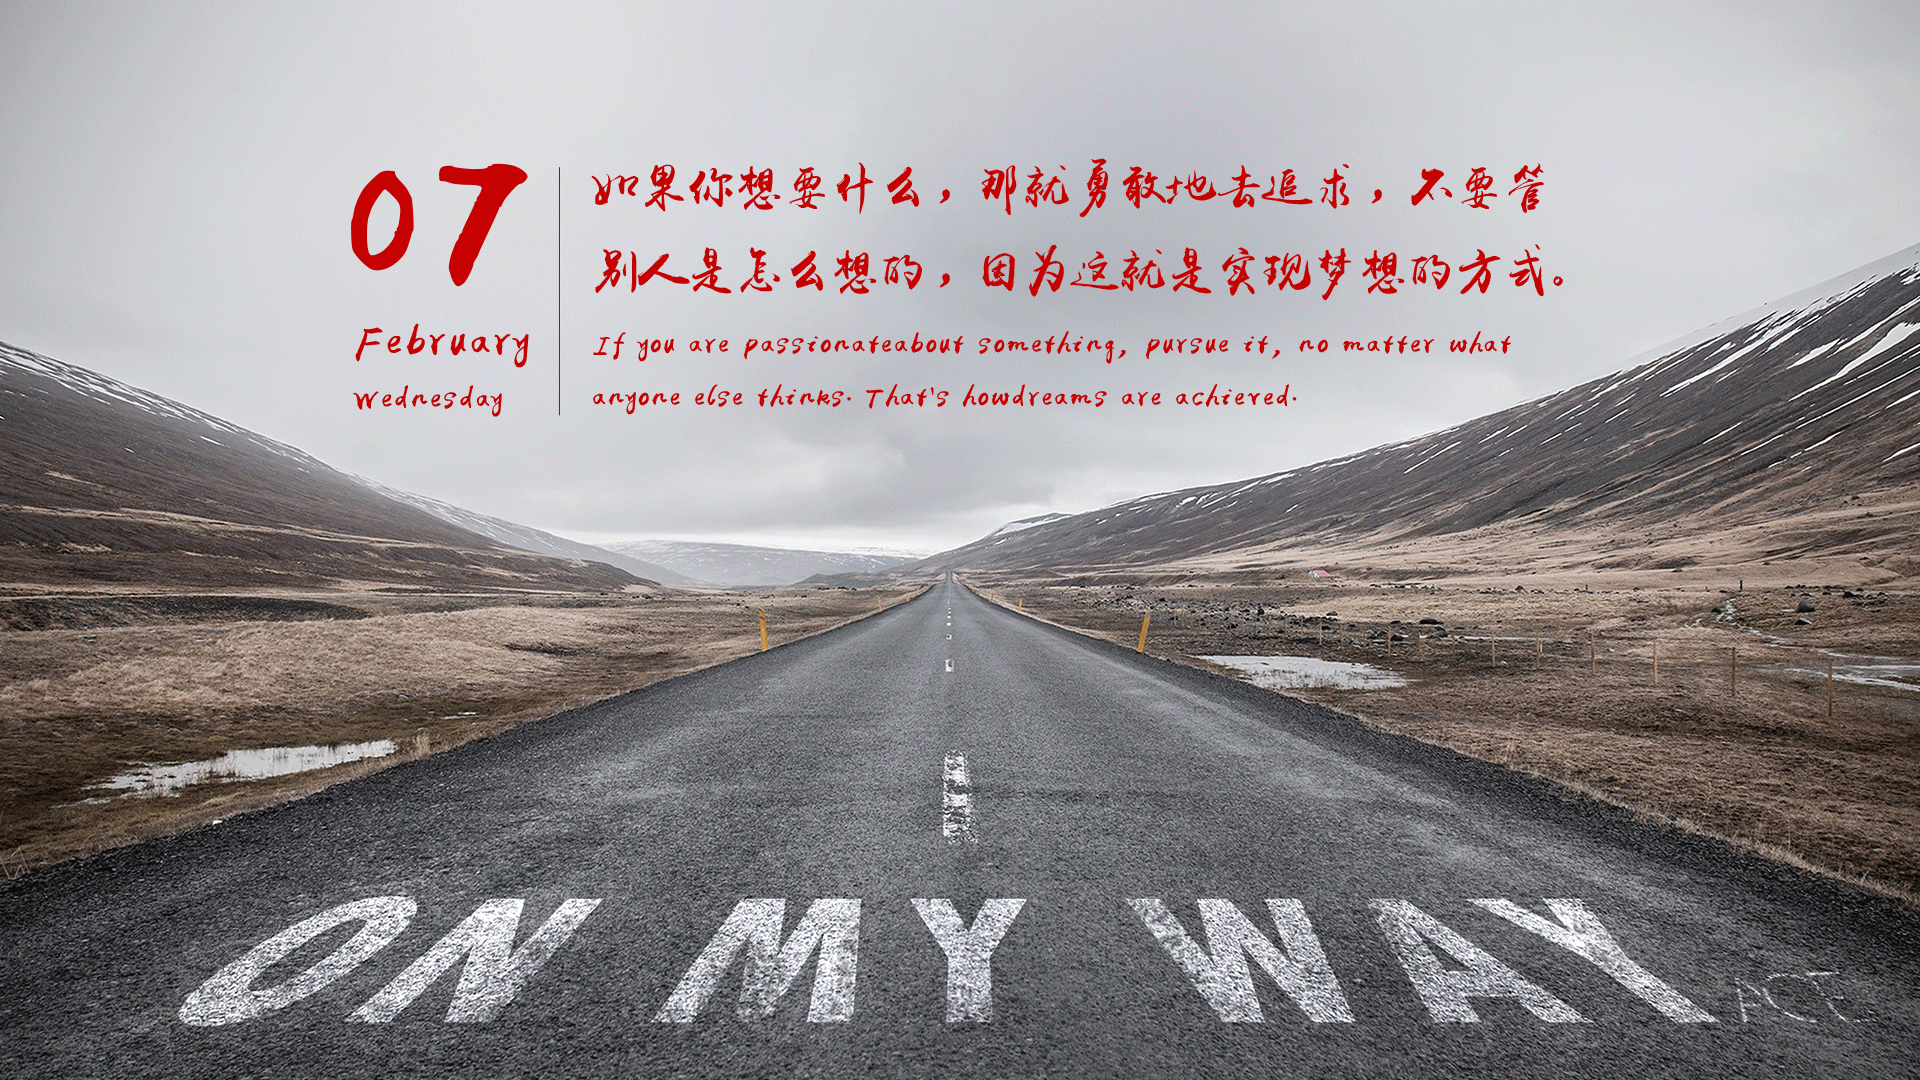 07
February
Wednesday
如果你想要什么，那就勇敢地去追求，不要管
别人是怎么想的，因为这就是实现梦想的方式。
If you are passionateabout something, pursue it, no matter what
anyone else thinks. That's howdreams are achieved.
ON MY WAY
ACE